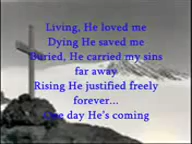 Living, He loved me
Dying He saved me
Buried, He carried my sins
far away
Rising He justified freely
forever...
One day He's coming